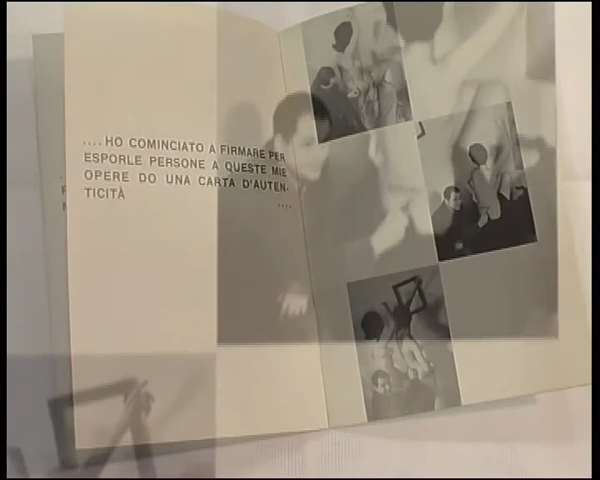 ....HO COMINCIATO A FIRMARE PER
ESPORLE PERSONE A QUESTE MIE
OPERE DO UNA CARTA D'AUTEN-
TICITÀ
....